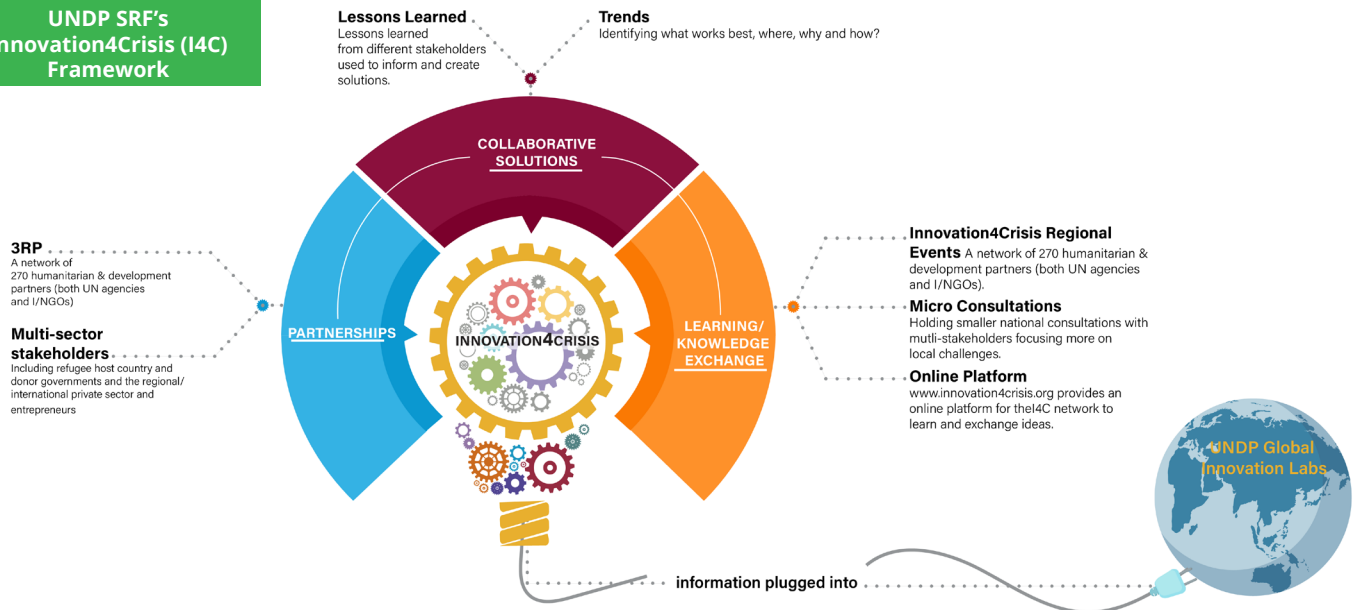 UNDP SRF's
nnovation4Crisis (I4C)
Framework
Lessons Learned
Lessons learned
from different stakeholders
used to inform and create
solutions.
Trends
Identifying what works best, where, why and how?
COLLABORATIVE
SOLUTIONS
3RP
A network of
270 humanitarian & development
partners (both UN agencies
and I/NGOs)
Multi-sector
stakeholders
Including refugee host country and
donor governments and the regional/
international private sector and
entrepreneurs
PARTNERSHIPS
INNOVATION4CRISIS
LEARNING/
KNOWLEDGE
EXCHANGE
Innovation4Crisis Regional
Events A network of 270 humanitarian &
development partners (both UN agencies
and I/NGOs).
Micro Consultations
Holding smaller national consultations with
mutli-stakeholders focusing more on
local challenges.
Online Platform
www.innovation4crisis.org provides an
online platform for theI4C network to
learn and exchange ideas.
UNDP Global
Innovation Labs
information plugged into